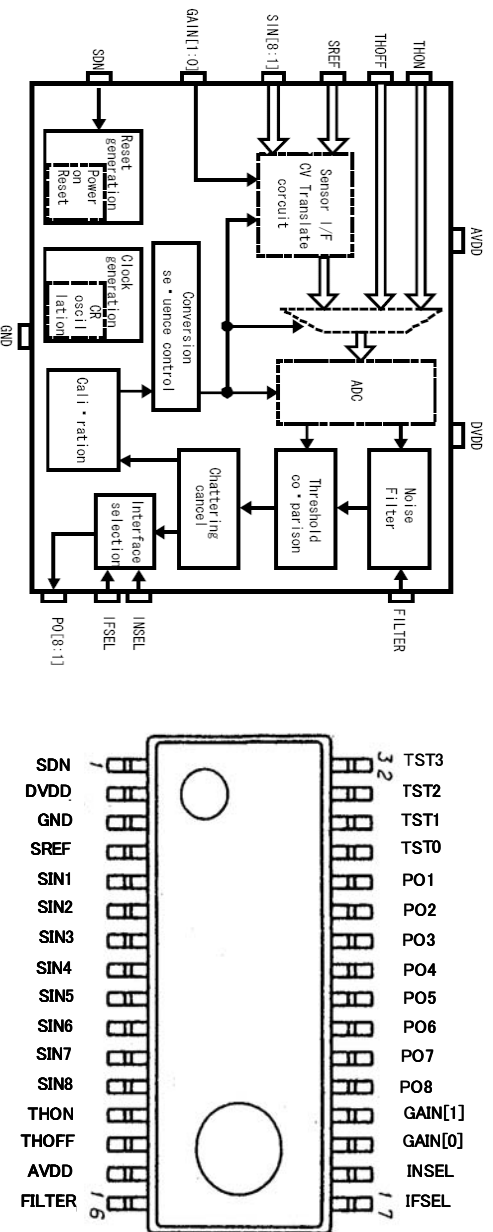 SDN
GAIN[1:0]
SIN[8:1]
SREF
THOFF
THON
Reset
generation
Power
on
Reset
Sensor I/F
CV Translate
corcuit
AVDD
Clock
generation
CR
oscil
lation
GND
Conversion
se・uence control
ADC
DVDD
Cali・ration
Chattering
cancel
Threshold
co・parison
Noise
Filter
Interface
selection
PO[8:1]
IFSEL
INSEL
FILTER
SDN 1 32 TST3
DVDD TST2
GND TST1
SREF TST0
SIN1 PO1
SIN2 PO2
SIN3 PO3
SIN4 PO4
SIN5 PO5
SIN6 PO6
SIN7 PO7
SIN8 PO8
THON GAIN[1]
THOFF GAIN[0]
AVDD INSEL
FILTER 16 17 IFSEL